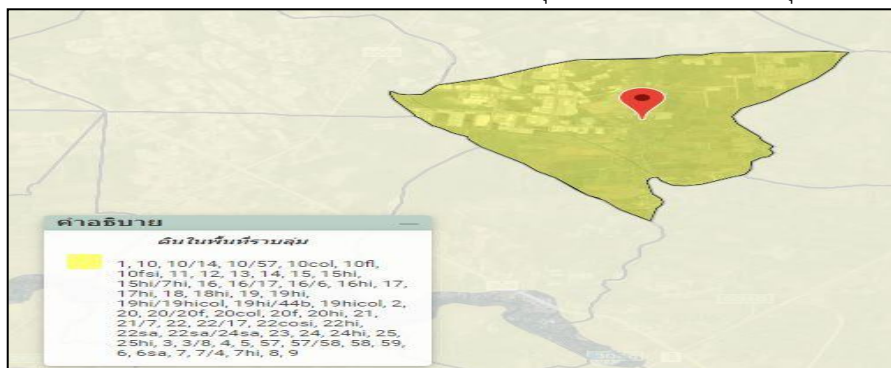 คำอธิบาย
ดินในพื้นที่ราบลุ่ม
1, 10, 10/14, 10/57, 10col, 10fl,
10fsi, 11, 12, 13, 14, 15, 15hi,
15hi/7hi, 16, 16/17, 16/6, 16hi, 17,
17hi, 18, 18hi, 19, 19hi,
19hi/19hicol, 19hi/44b, 19hicol, 2,
20, 20/20f, 20col, 20f, 20hi, 21,
21/7, 22, 22/17, 22cosi, 22hi,
22sa, 22sa/24sa, 23, 24, 24hi, 25,
25hi, 3, 3/8, 4, 5, 57, 57/58, 58, 59,
6, 6sa, 7, 7/4, 7hi, 8, 9